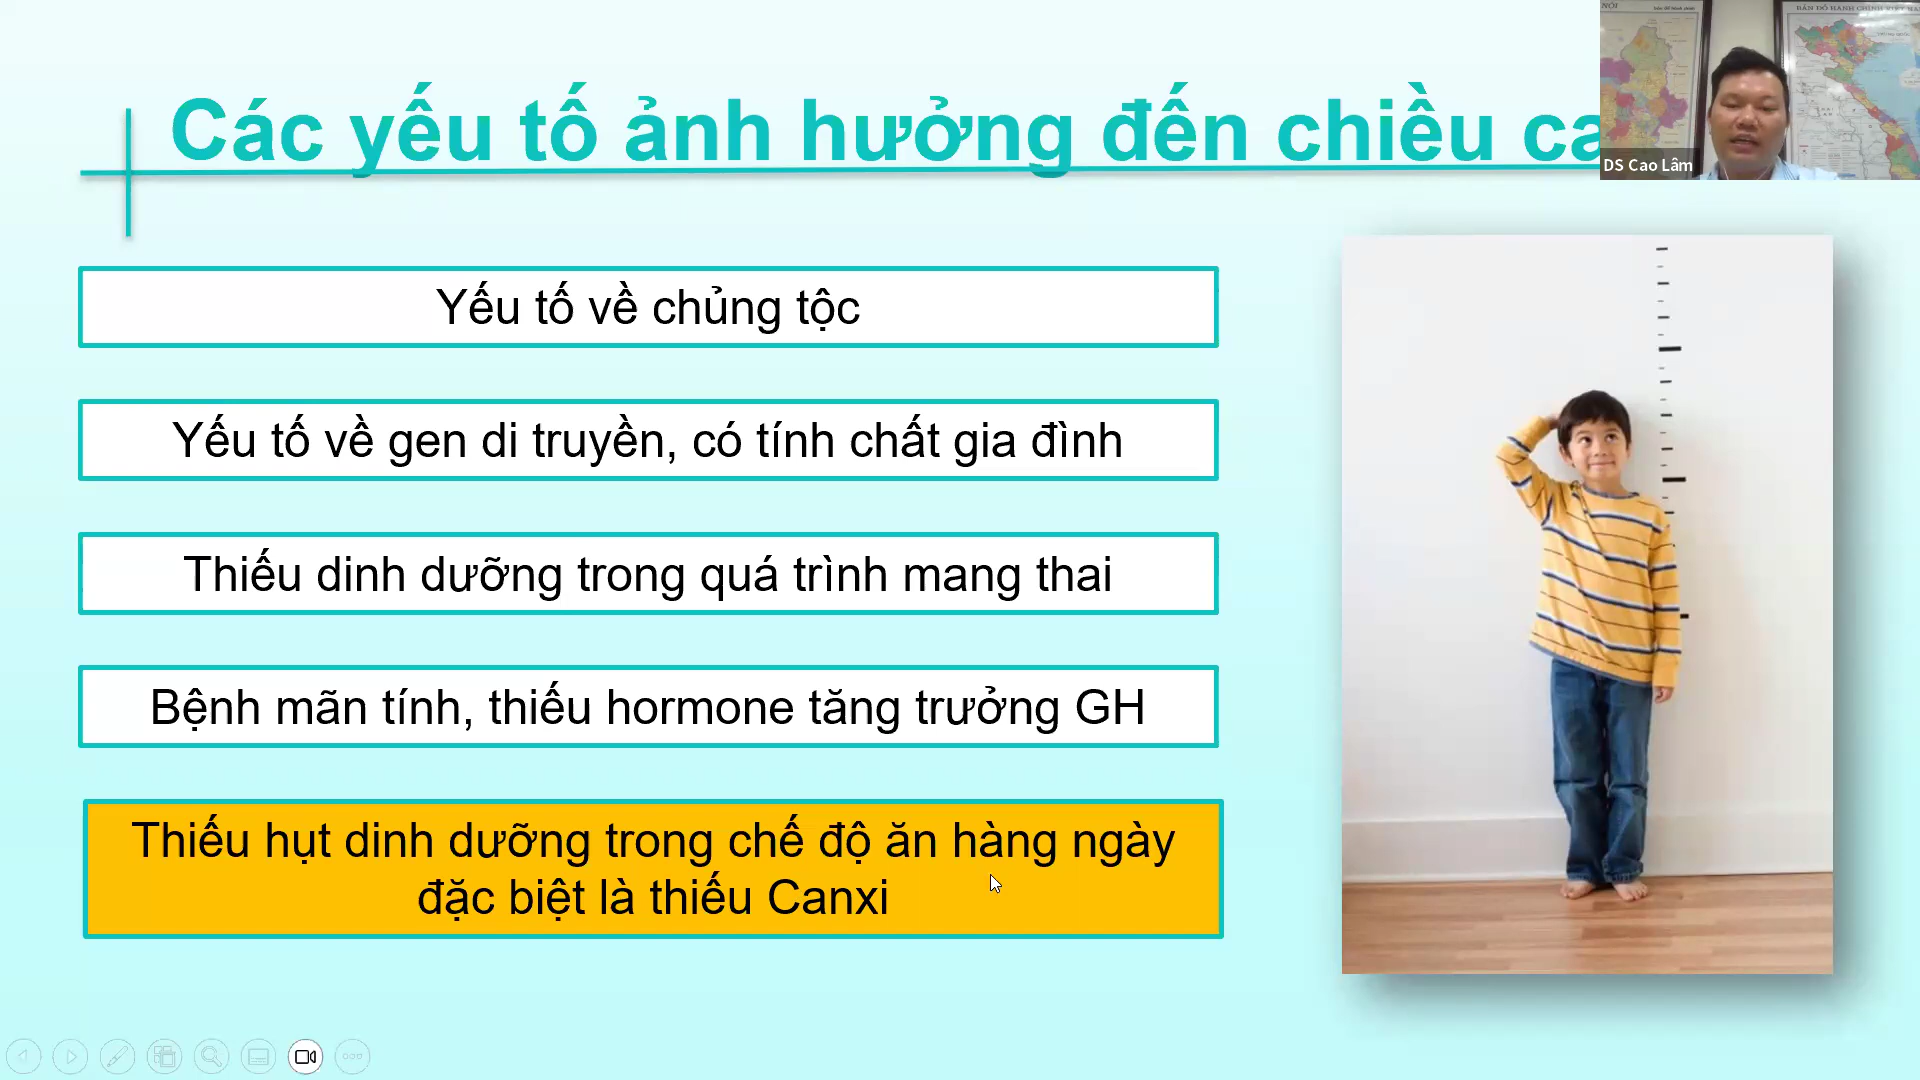 Các yếu tố ảnh hưởng đến chiều
DS Cao Lâm
Yếu tố về chủng tộc
Yếu tố về gen di truyền, có tính chất gia đình
Thiếu dinh dưỡng trong quá trình mang thai
Bệnh mãn tính, thiếu hormone tăng trưởng GH
Thiếu hụt dinh dưỡng trong chế độ ăn hàng ngày
đặc biệt là thiếu Canxi